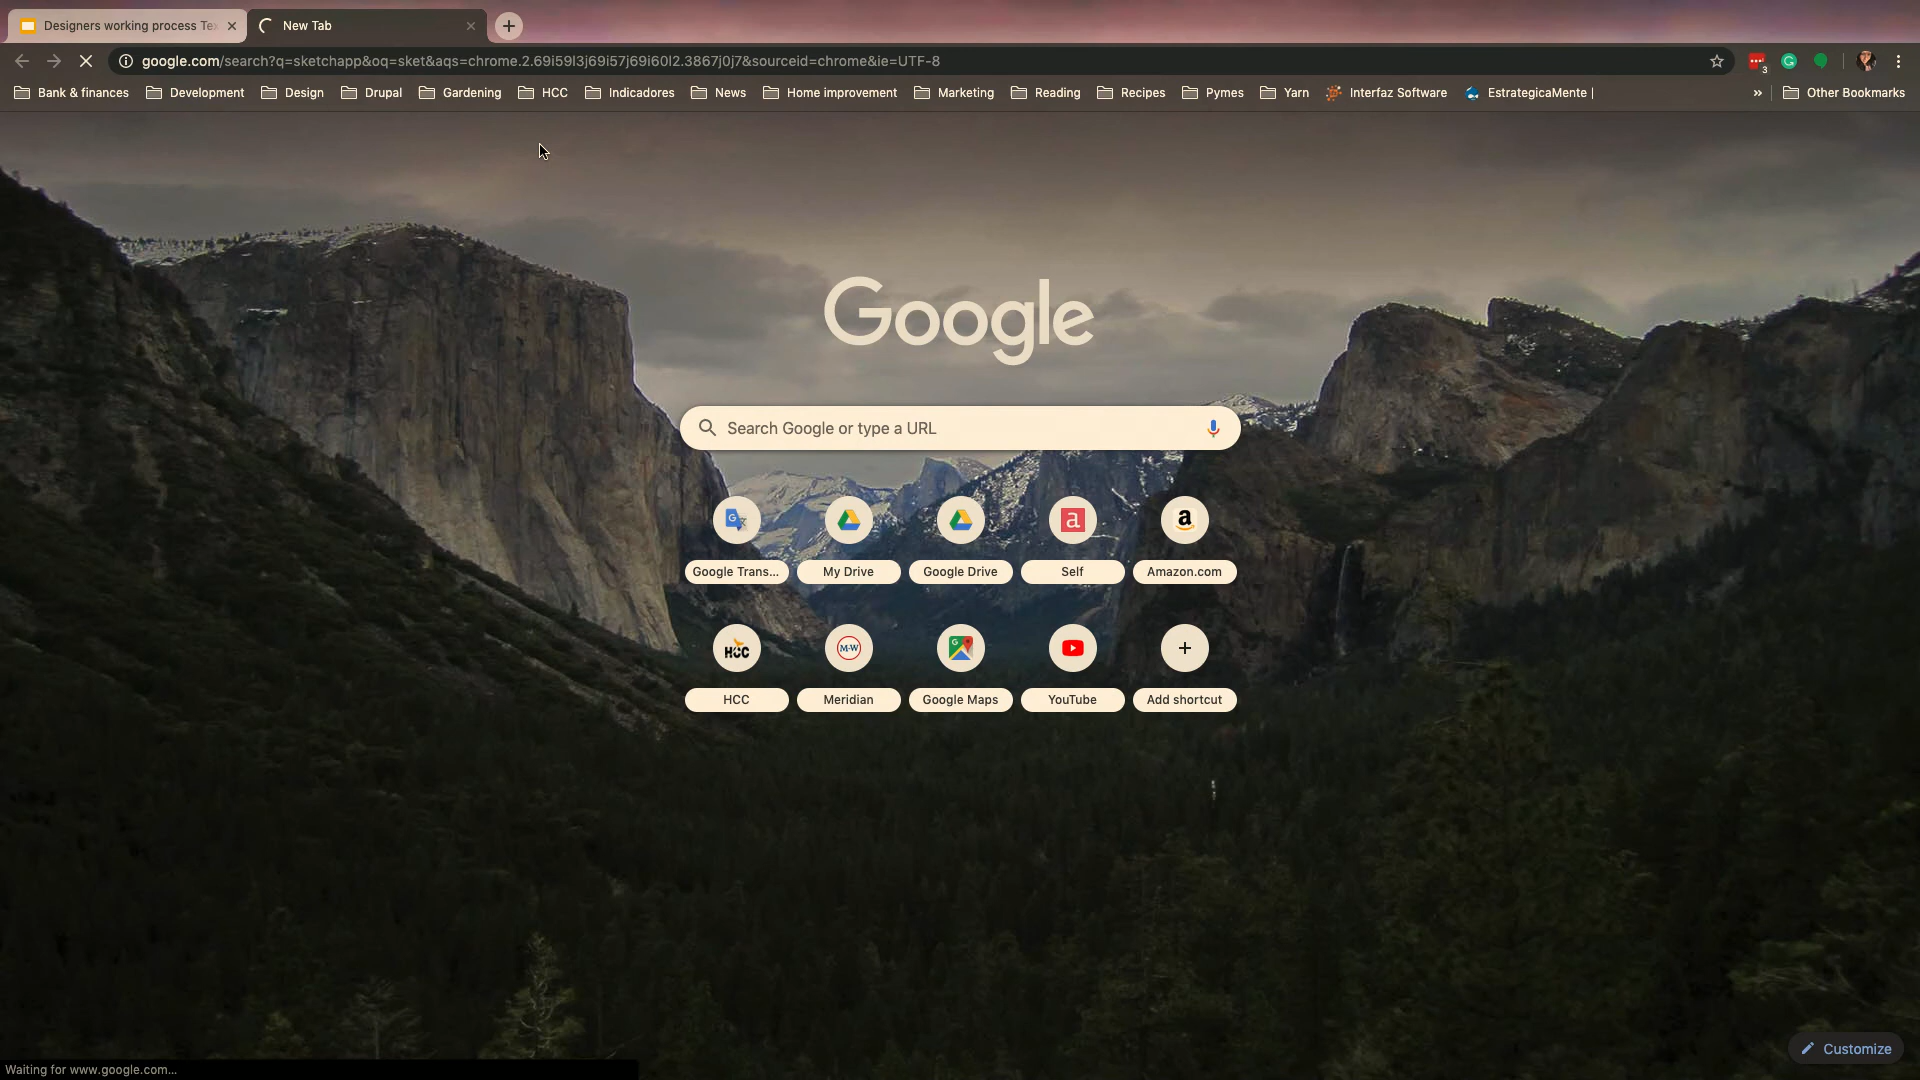 Designers working process Tex
New Tab
google.com/search?q=sketchapp&oq=sket&aqs=chrome.2.69i59l3j69i57j69i60l2.3867j0j7&sourceid=chrome&ie=UTF-8
3
Bank & finances Development Design Drupal Gardening HCC Indicadores News Home improvement Marketing Reading Recipes Pymes Yarn Interfaz Software EstrategicaMente | » Other Bookmarks
Google
Search Google or type a URL
Google Trans... My Drive Google Drive Self Amazon.com
HCC M-W
HCC Meridian Google Maps YouTube Add shortcut
Customize
Waiting for www.google.com...